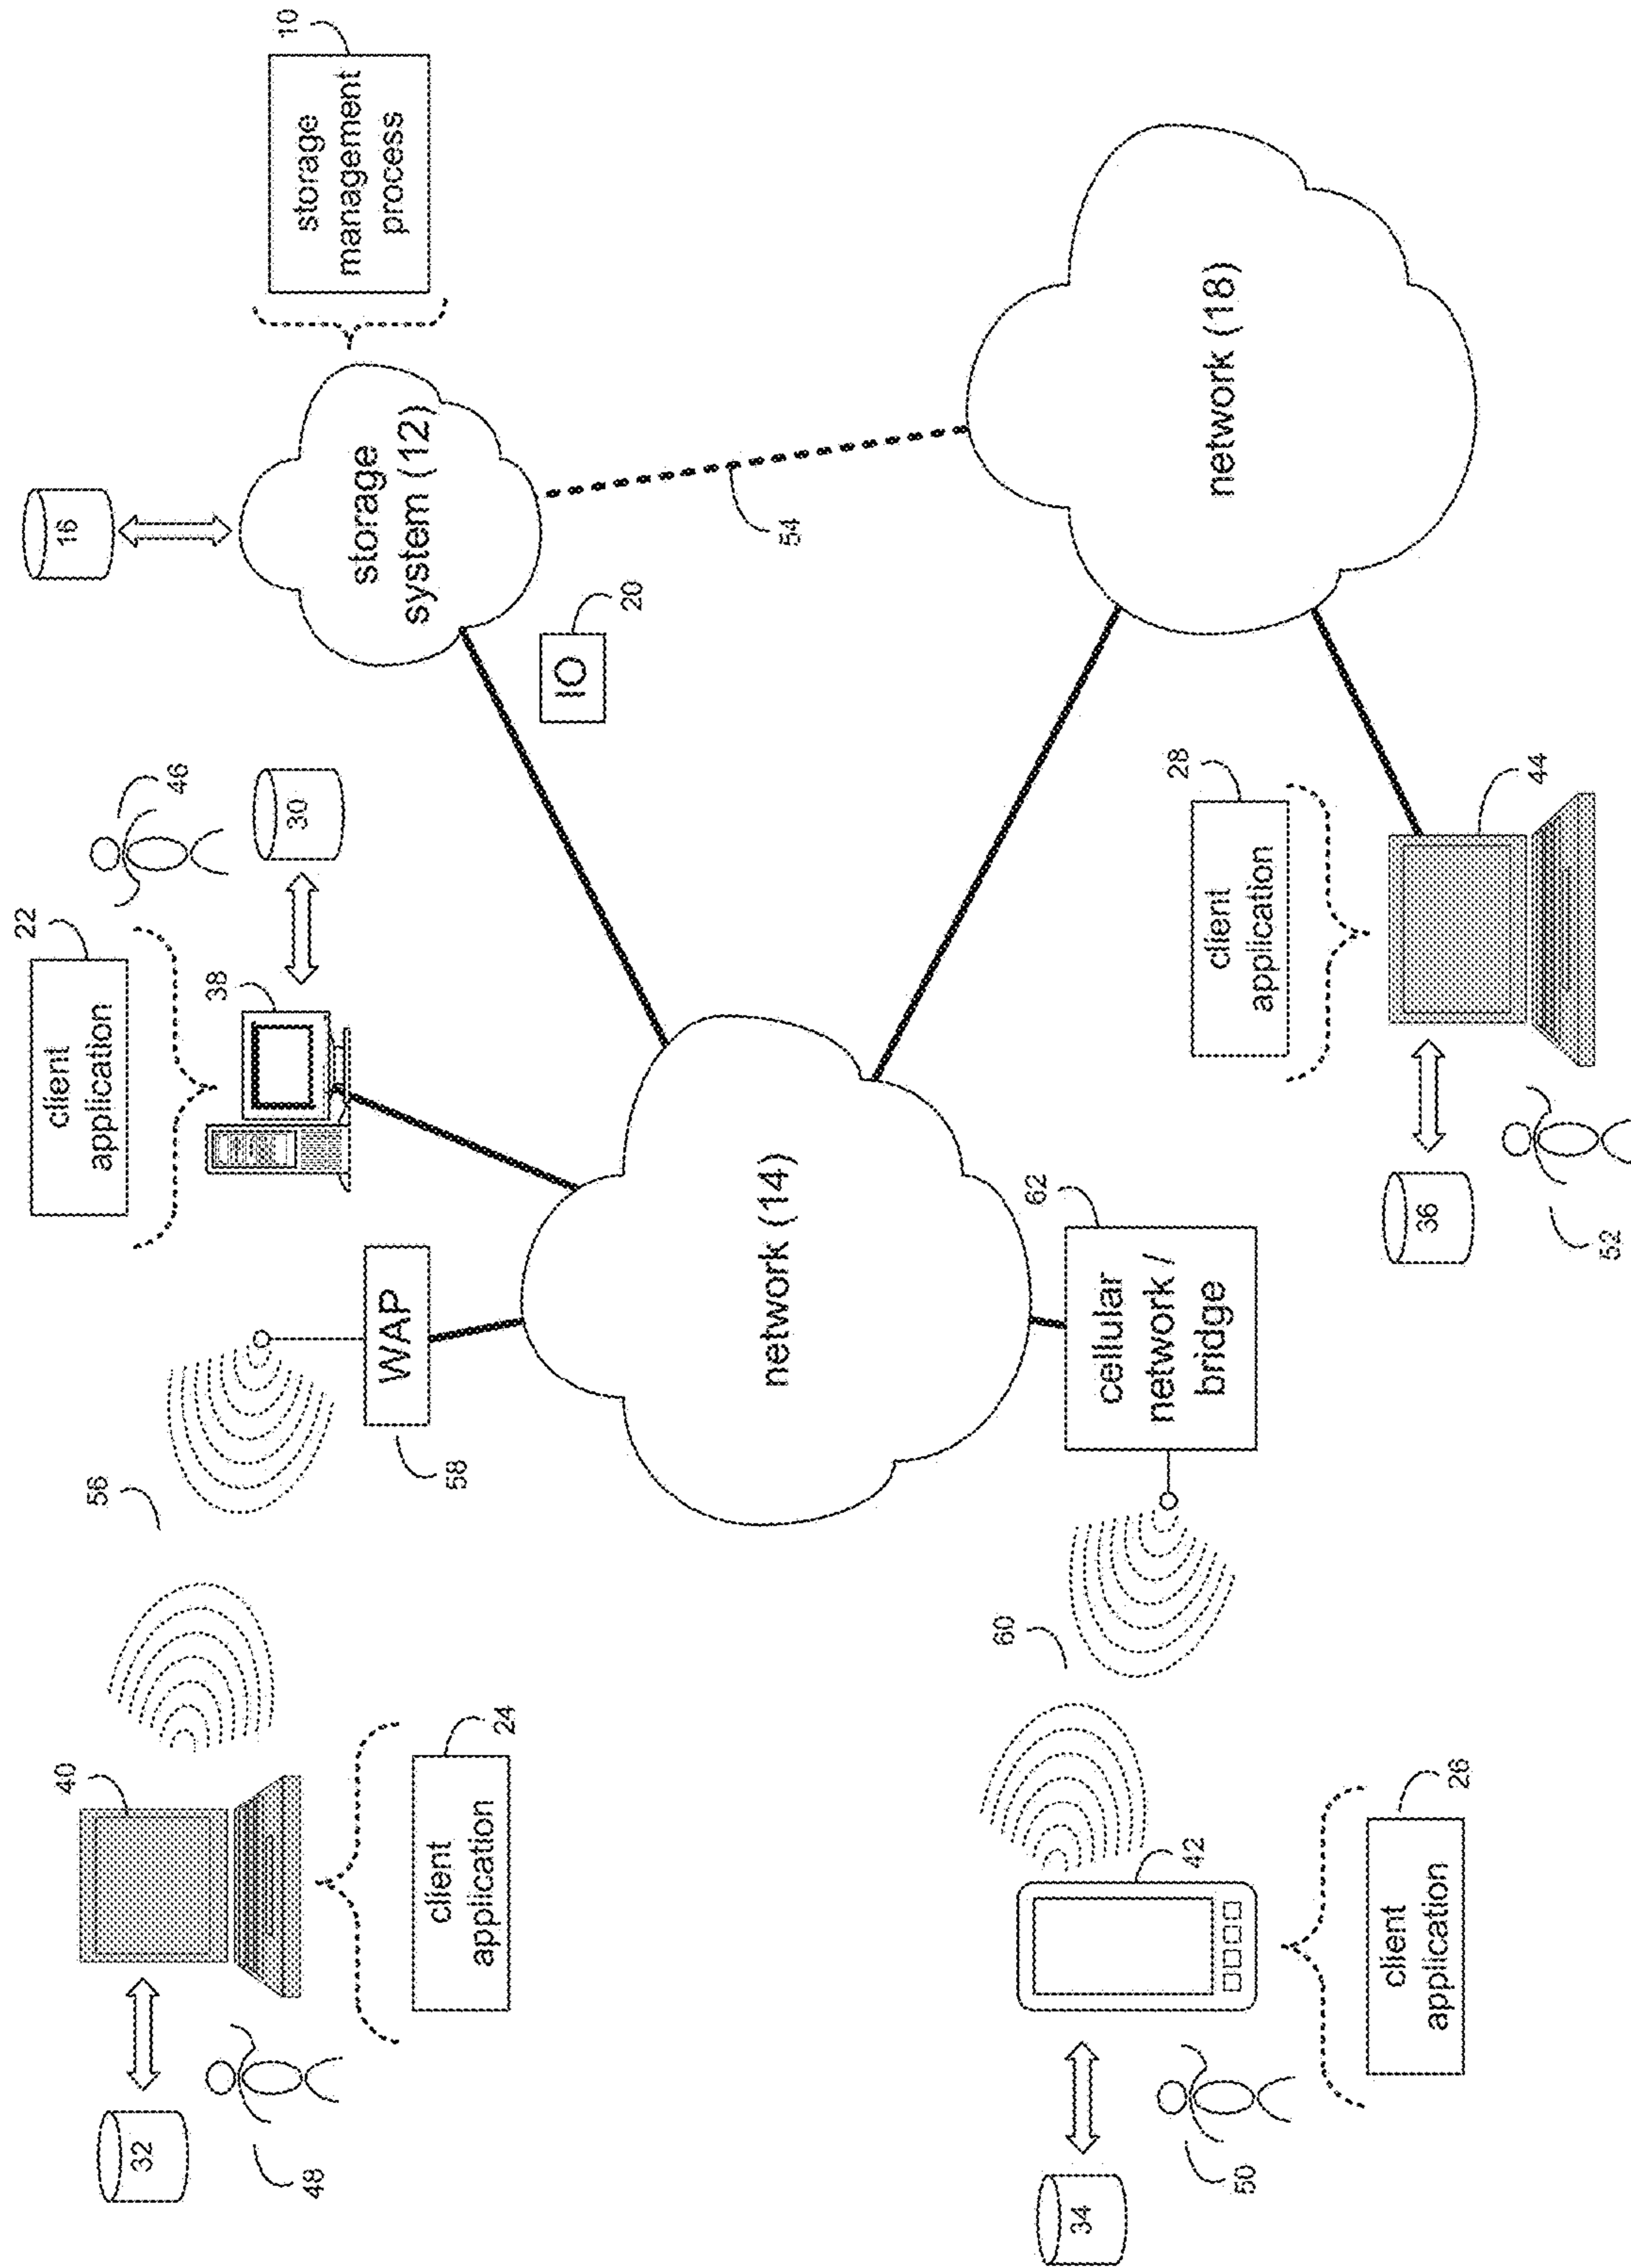 32
48
40
client
application
24
56
58
WAP
client
application
22
38
46
30
16
storage
system (12)
storage
management
process
10
IO
20
54
network (14)
network (18)
34
50
42
client
application
26
60
cellular
network /
bridge
62
36
52
client
application
28
44